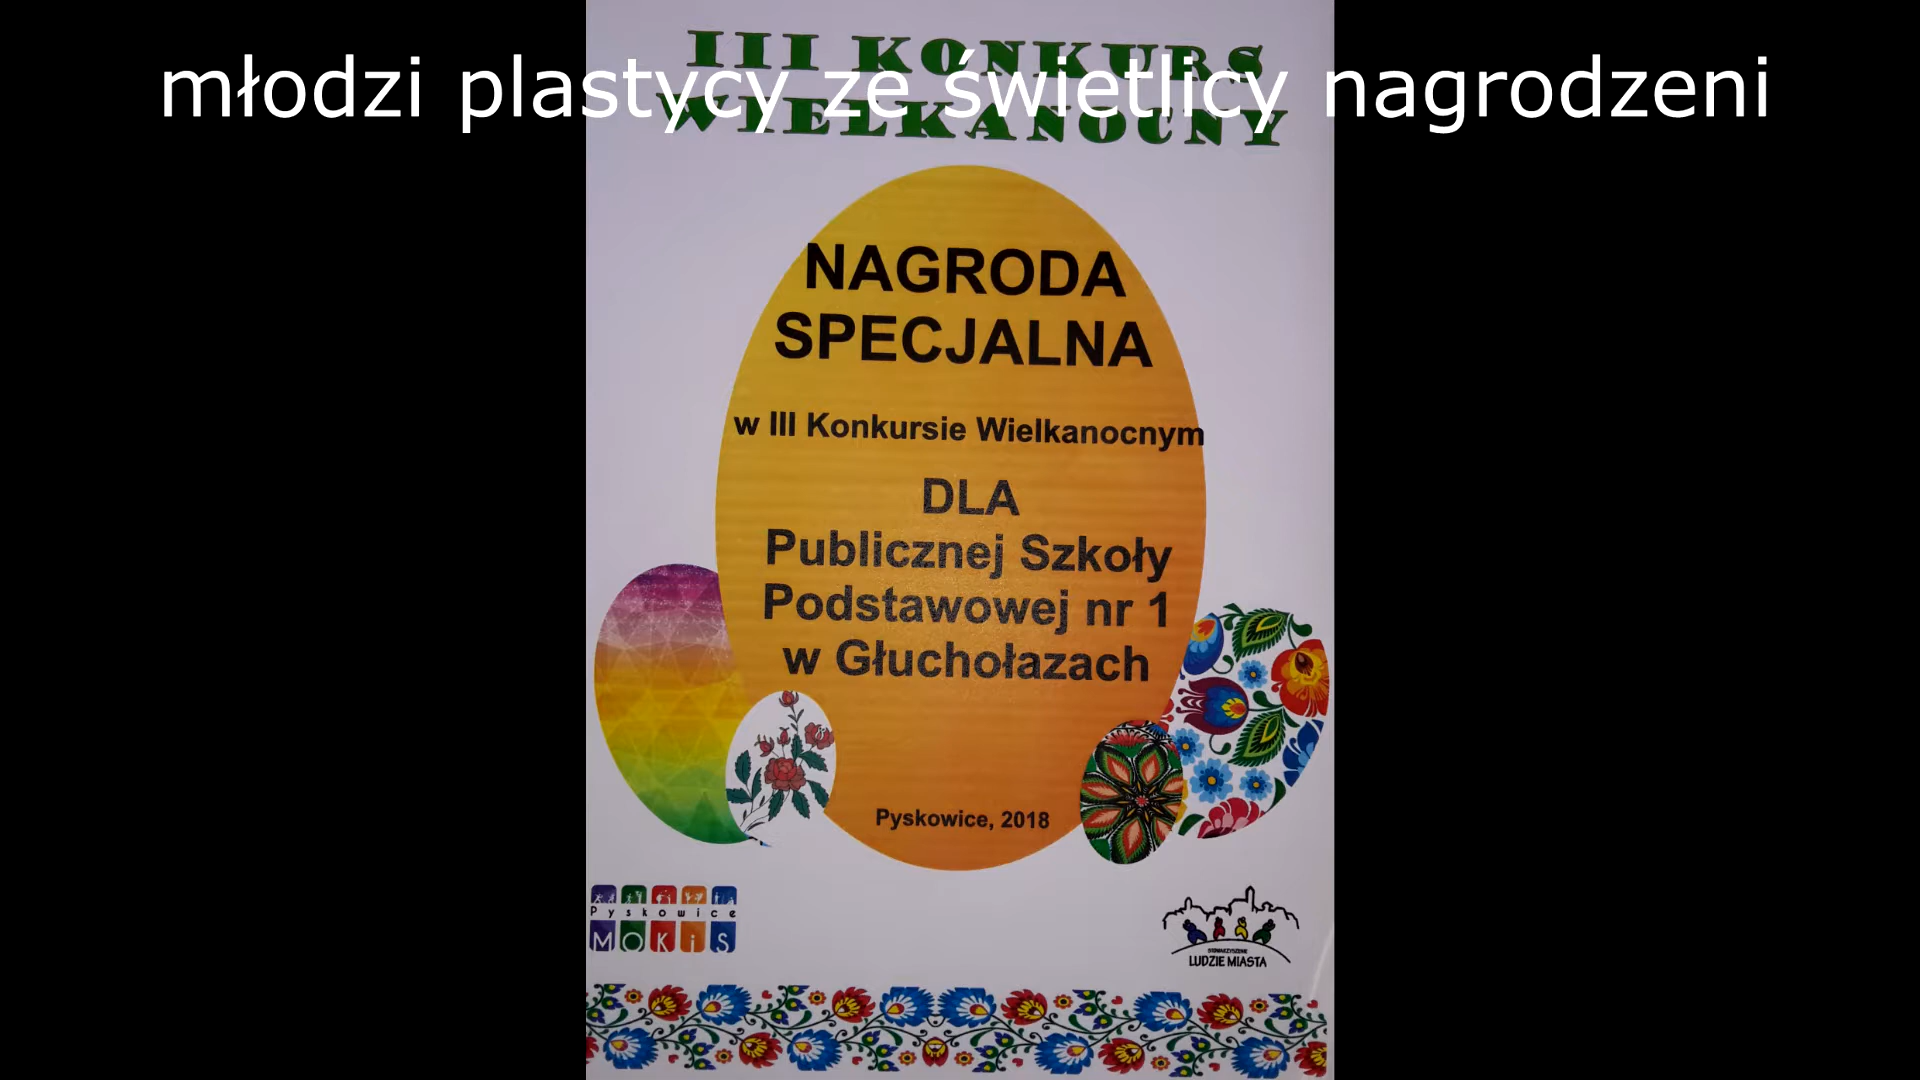 młodzi plastycy ze świetlicy nagrodzeni
III KONKURS
WIELKANOCNY
NAGRODA
SPECJALNA
w III Konkursie Wielkanocnym
DLA
Publicznej Szkoły
Podstawowej nr 1
w Głuchołazach
Pyskowice, 2018
Pyskowice
MOKiS
STOWARZYSZENIE
LUDZIE MIASTA